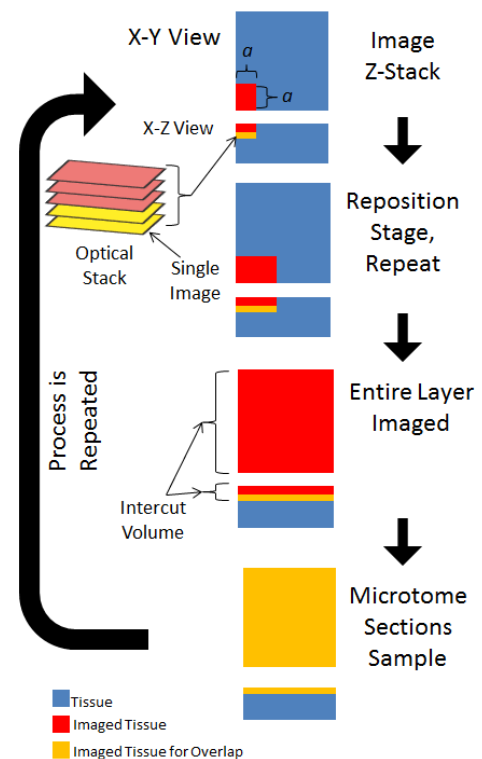 X-Y View
a
a
Image
Z-Stack
X-Z View
Optical
Stack
Single
Image
Reposition
Stage,
Repeat
Process is
Repeated
Entire Layer
Imaged
Intercut
Volume
Microtome
Sections
Sample
Tissue
Imaged Tissue
Imaged Tissue for Overlap